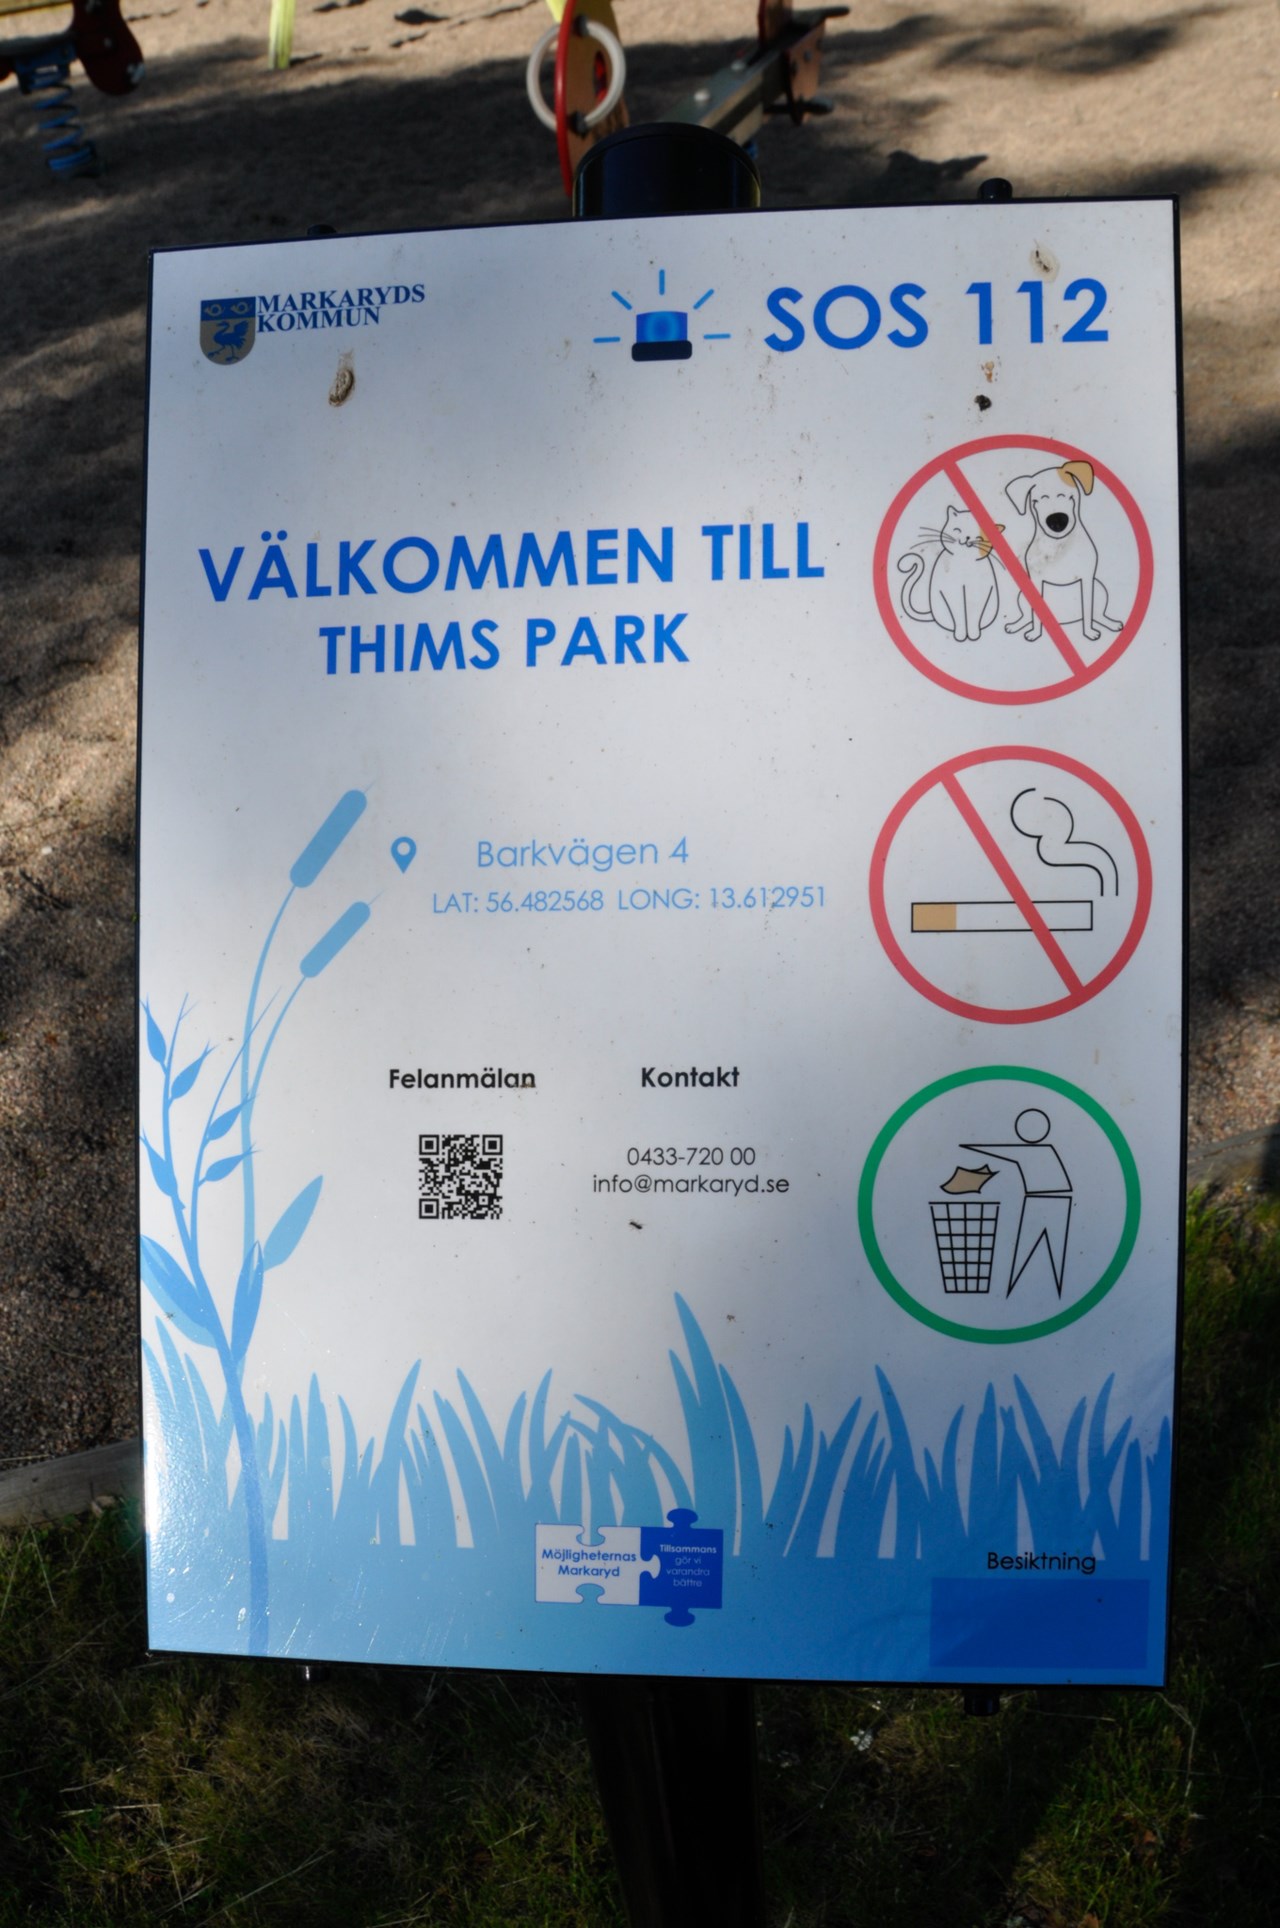 MARKARYDS
KOMMUN
SOS 112
VÄLKOMMEN TILL
THIMS PARK
Barkvägen 4
LAT: 56.482568 LONG: 13.612951
Felanmälan
Kontakt
0433-720 00
info@markaryd.se
Möjligheternas
Markaryd
Tillsammans
gör vi
varandra
bättre
Besiktning